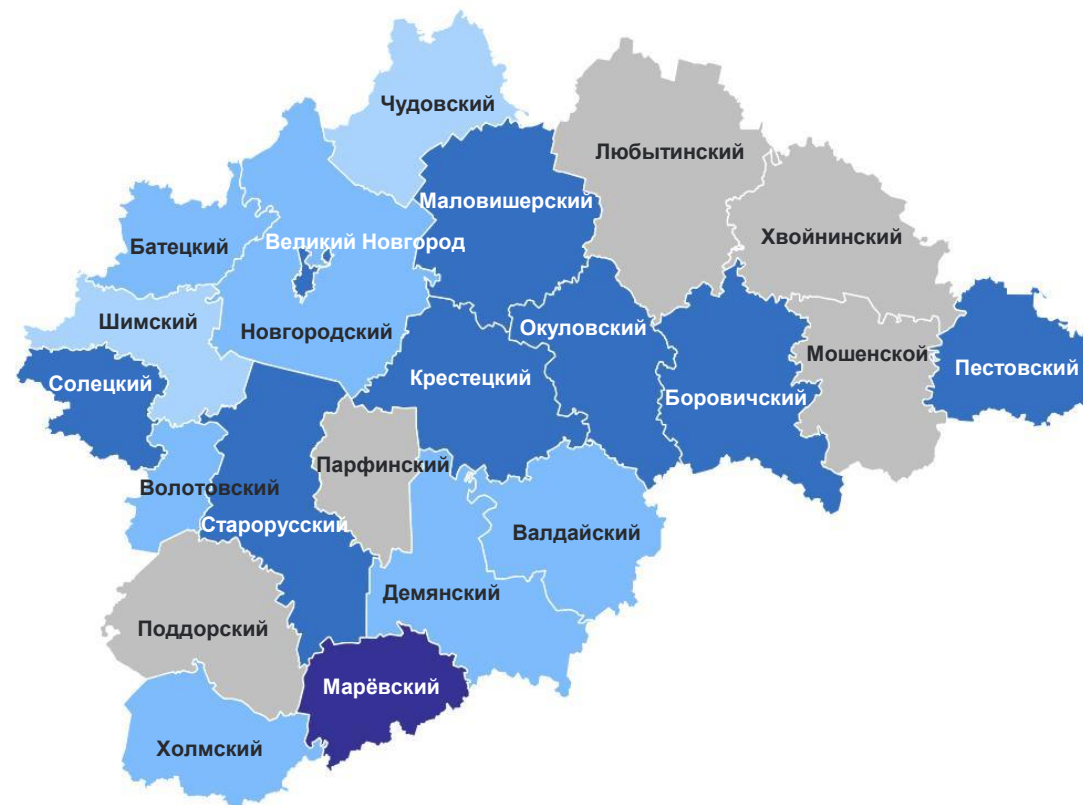 Чудовский
Любытинский
Маловишерский
Хвойнинский
Батецкий
Великий Новгород
Шимский
Новгородский
Окуловский
Мошенской
Солецкий
Крестецкий
Боровичский
Пестовский
Парфинский
Волотовский
Старорусский
Валдайский
Демянский
Поддорский
Марёвский
Холмский